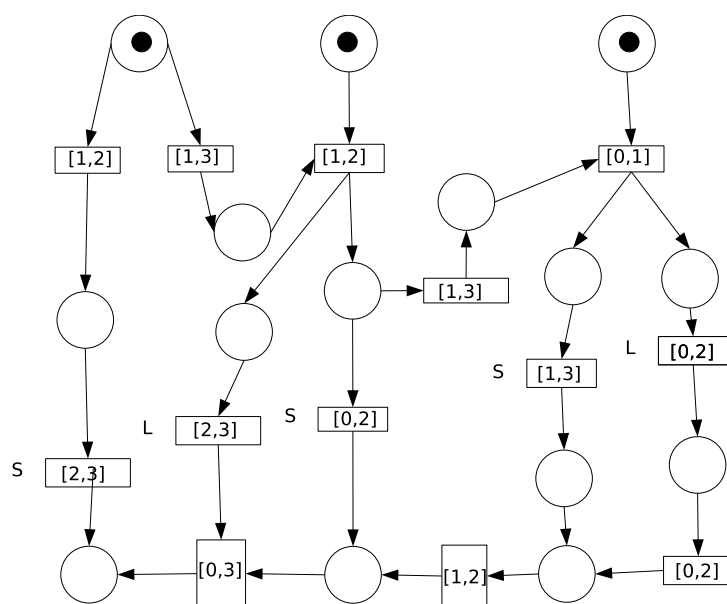 [1,2] [1,3] [1,2] [0,1]
[1,3]
L [0,2]
S [1,3]
L [2,3] S [0,2]
S [2,3]
[0,3] [1,2] [0,2]